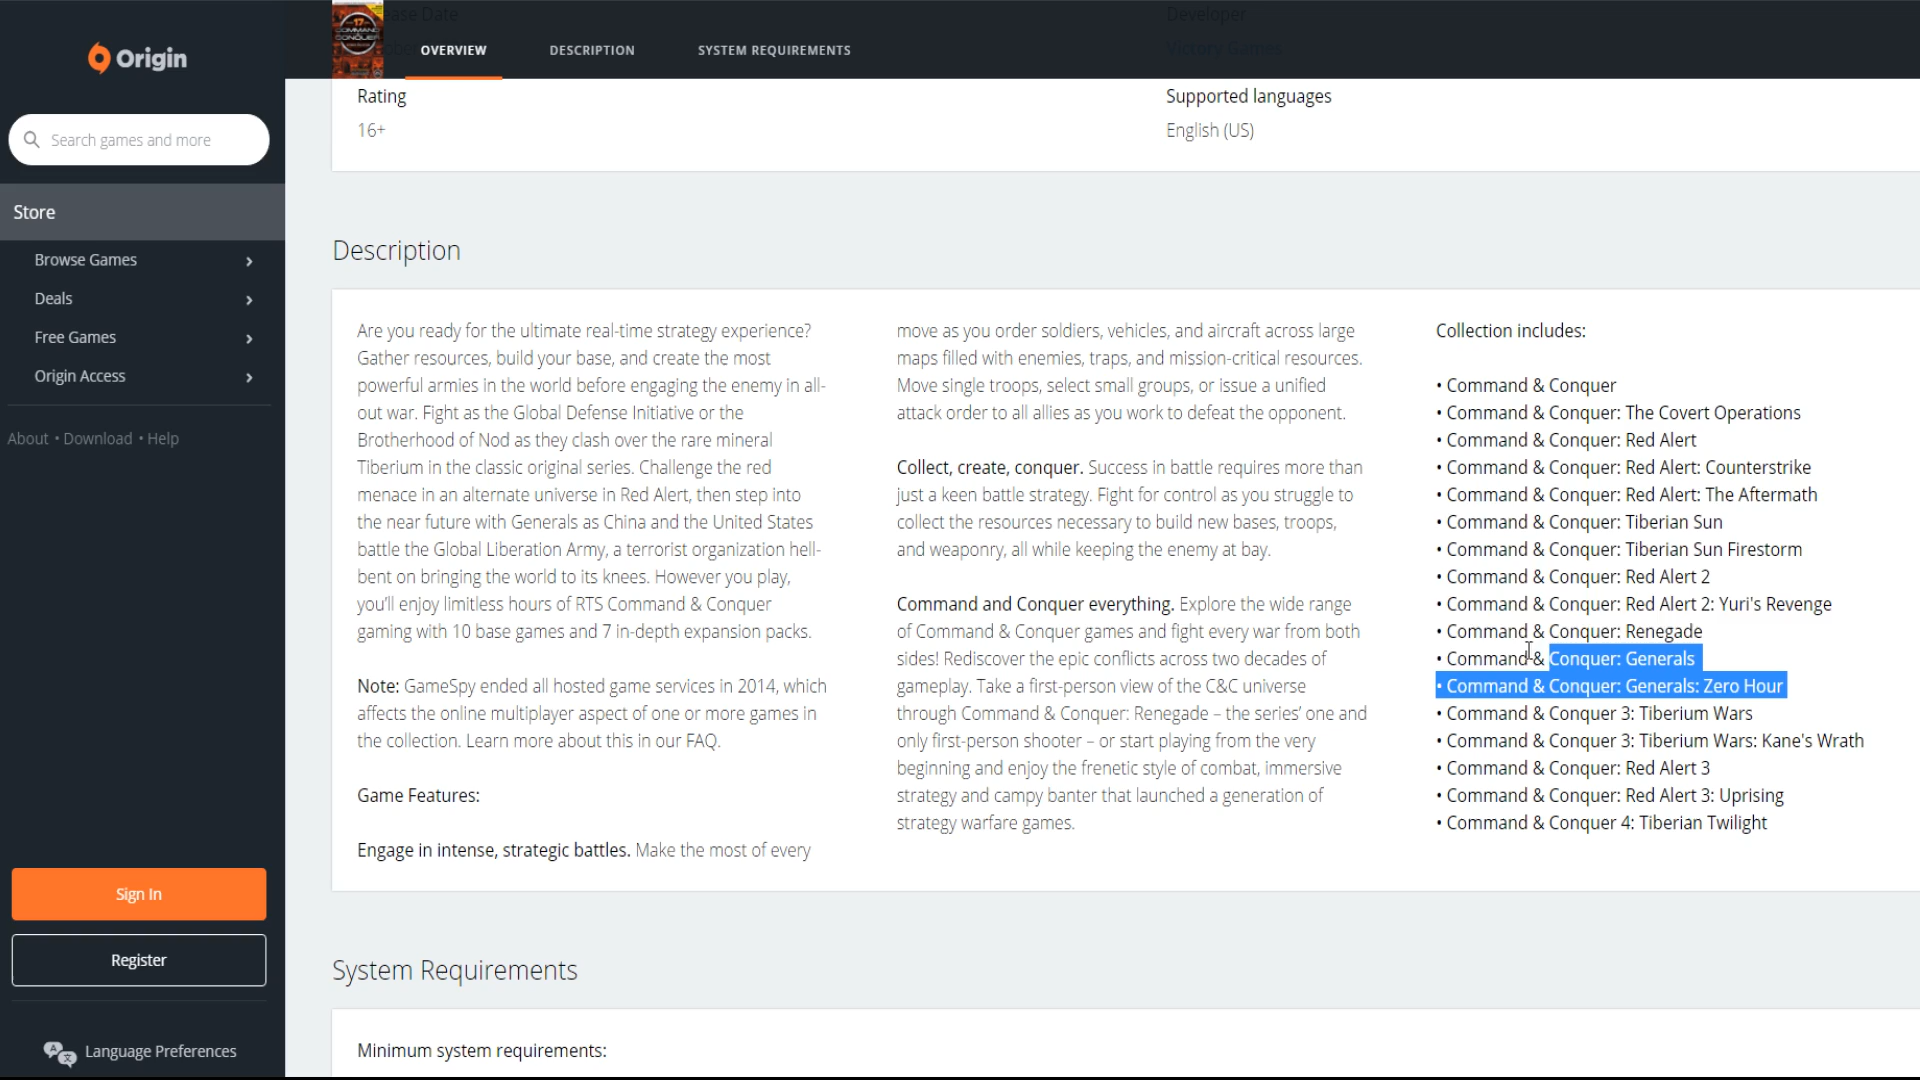 Origin
Search games and more
Store
Browse Games
Deals
Free Games
Origin Access
About • Download • Help
Sign In
Register
Language Preferences
17
COMMAND
CONQUER
OVERVIEW
DESCRIPTION
SYSTEM REQUIREMENTS
ease Date
Developer
Victory Games
Rating
16+
Supported languages
English (US)
Description
Are you ready for the ultimate real-time strategy experience?
Gather resources, build your base, and create the most
powerful armies in the world before engaging the enemy in all-
out war. Fight as the Global Defense Initiative or the
Brotherhood of Nod as they clash over the rare mineral
Tiberium in the classic original series. Challenge the red
menace in an alternate universe in Red Alert, then step into
the near future with Generals as China and the United States
battle the Global Liberation Army, a terrorist organization hell-
bent on bringing the world to its knees. However you play,
you'll enjoy limitless hours of RTS Command & Conquer
gaming with 10 base games and 7 in-depth expansion packs.
Note: GameSpy ended all hosted game services in 2014, which
affects the online multiplayer aspect of one or more games in
the collection. Learn more about this in our FAQ.
Game Features:
Engage in intense, strategic battles. Make the most of every
move as you order soldiers, vehicles, and aircraft across large
maps filled with enemies, traps, and mission-critical resources.
Move single troops, select small groups, or issue a unified
attack order to all allies as you work to defeat the opponent.
Collect, create, conquer. Success in battle requires more than
just a keen battle strategy. Fight for control as you struggle to
collect the resources necessary to build new bases, troops,
and weaponry, all while keeping the enemy at bay.
Command and Conquer everything. Explore the wide range
of Command & Conquer games and fight every war from both
sides! Rediscover the epic conflicts across two decades of
gameplay. Take a first-person view of the C&C universe
through Command & Conquer: Renegade – the series' one and
only first-person shooter – or start playing from the very
beginning and enjoy the frenetic style of combat, immersive
strategy and campy banter that launched a generation of
strategy warfare games.
Collection includes:
• Command & Conquer
• Command & Conquer: The Covert Operations
• Command & Conquer: Red Alert
• Command & Conquer: Red Alert: Counterstrike
• Command & Conquer: Red Alert: The Aftermath
• Command & Conquer: Tiberian Sun
• Command & Conquer: Tiberian Sun Firestorm
• Command & Conquer: Red Alert 2
• Command & Conquer: Red Alert 2: Yuri's Revenge
• Command & Conquer: Renegade
• Command & Conquer: Generals
• Command & Conquer: Generals: Zero Hour
• Command & Conquer 3: Tiberium Wars
• Command & Conquer 3: Tiberium Wars: Kane's Wrath
• Command & Conquer: Red Alert 3
• Command & Conquer: Red Alert 3: Uprising
• Command & Conquer 4: Tiberian Twilight
System Requirements
Minimum system requirements: